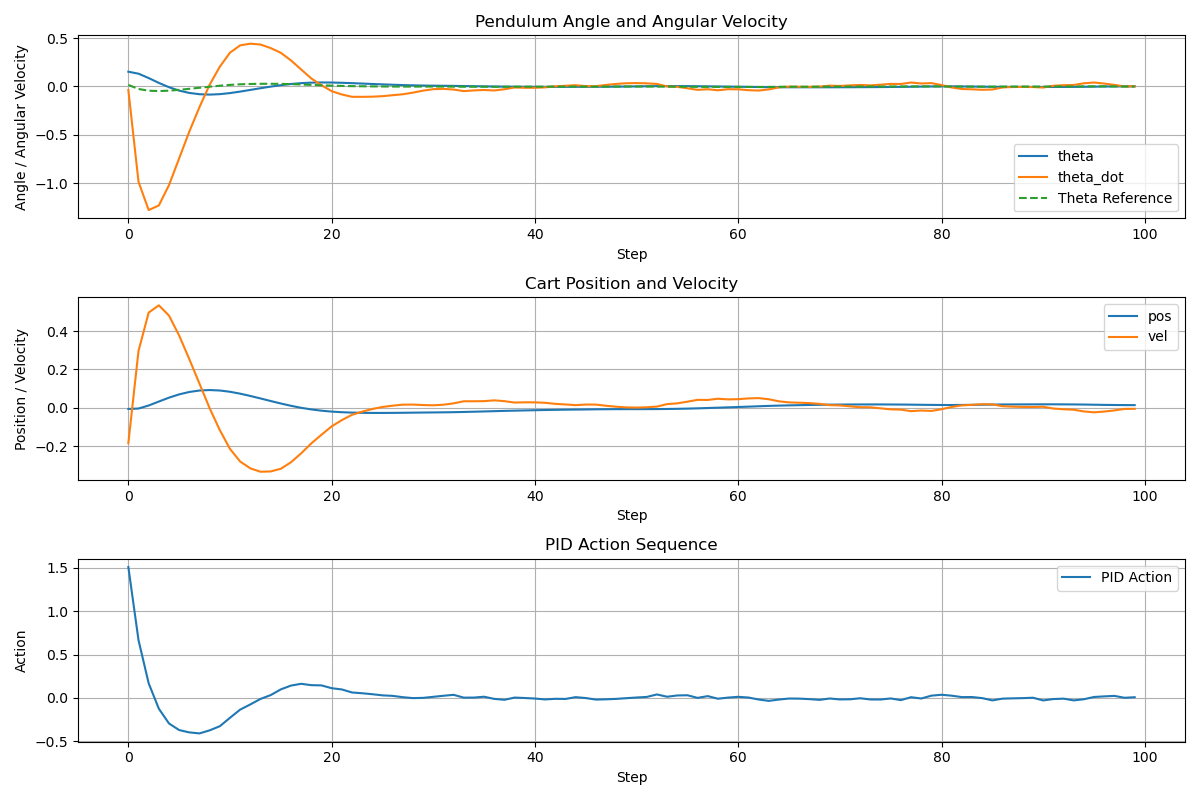 Pendulum Angle and Angular Velocity
Angle / Angular Velocity
0.5
0.0
−0.5
−1.0
theta
theta_dot
Theta Reference
0 20 40 60 80 100
Step
Cart Position and Velocity
Position / Velocity
0.4
0.2
0.0
−0.2
pos
vel
0 20 40 60 80 100
Step
PID Action Sequence
Action
1.5
1.0
0.5
0.0
−0.5
PID Action
0 20 40 60 80 100
Step